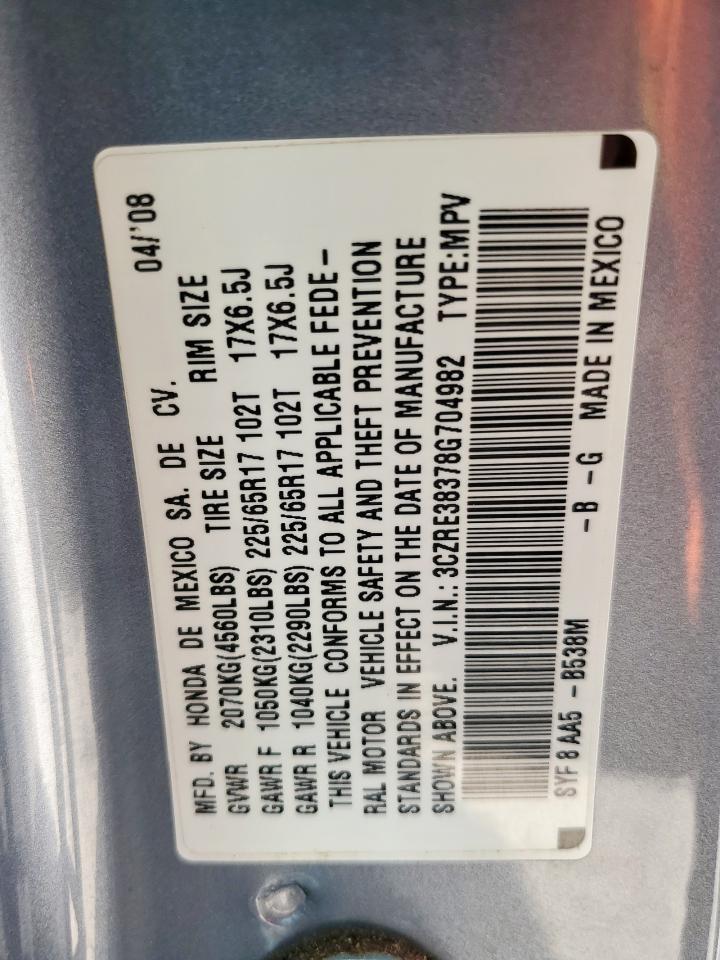 MFD. BY HONDA DE MEXICO SA. DE CV. 04/'08
GVWR 2070KG(4560LBS) TIRE SIZE RIM SIZE
GAWR F 1050KG(2310LBS) 225/65R17 102T 17X6.5J
GAWR R 1040KG(2290LBS) 225/65R17 102T 17X6.5J
THIS VEHICLE CONFORMS TO ALL APPLICABLE FEDE-
RAL MOTOR VEHICLE SAFETY AND THEFT PREVENTION
STANDARDS IN EFFECT ON THE DATE OF MANUFACTURE
SHOWN ABOVE. V.I.N.: 3CZRE38378G704982 TYPE:MPV
SYF 8 AA5 -B538M -B -G MADE IN MEXICO